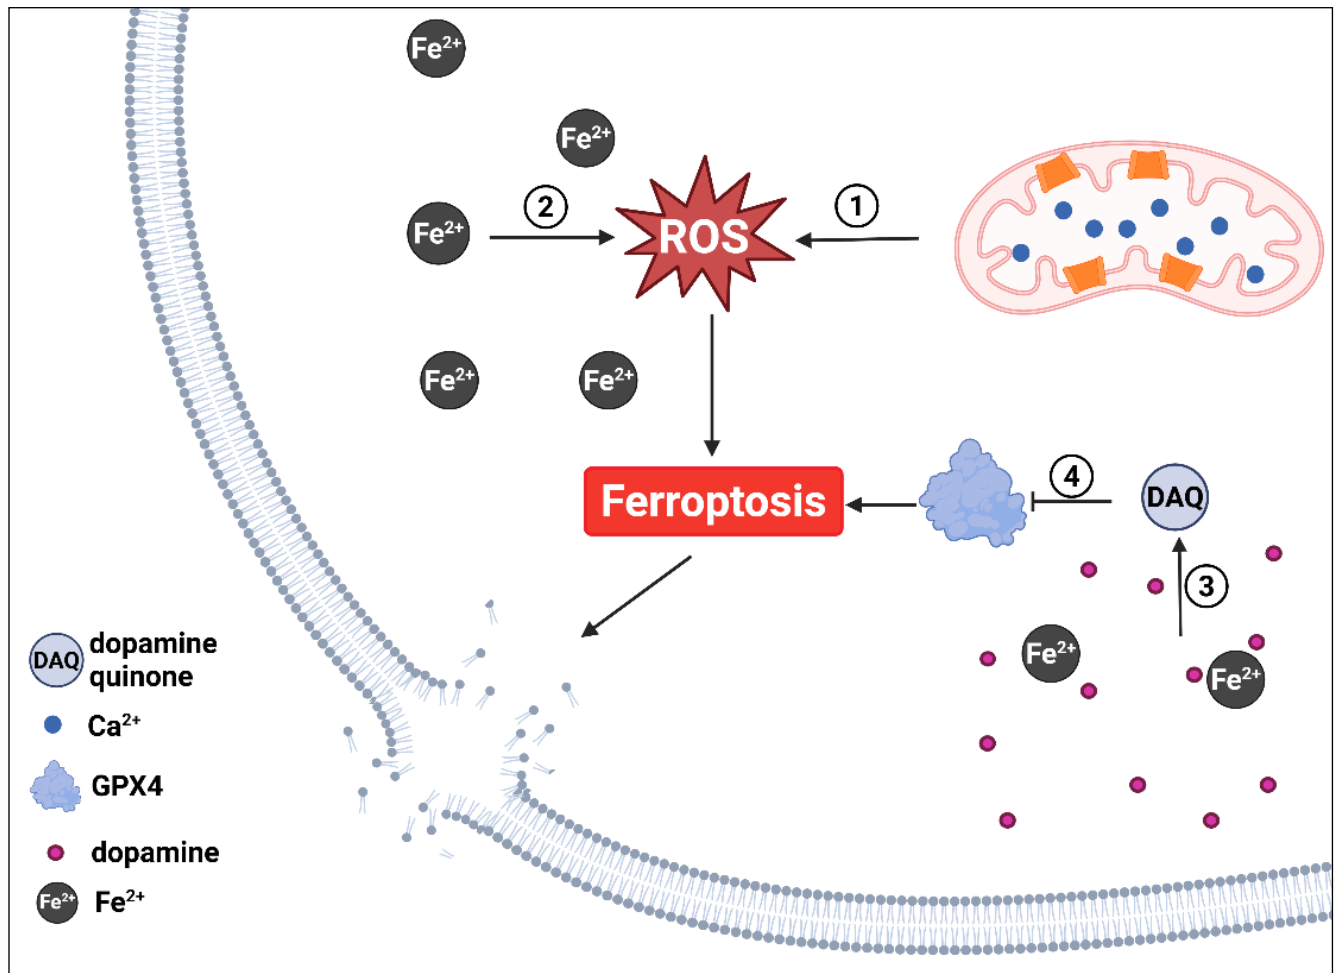 Fe²⁺
Fe²⁺
Fe²⁺
2
ROS
1
Fe²⁺
Fe²⁺
Ferroptosis
4
DAQ
3
Fe²⁺
Fe²⁺
DAQ
dopamine
quinone
Ca²⁺
GPX4
dopamine
Fe²⁺
Fe²⁺